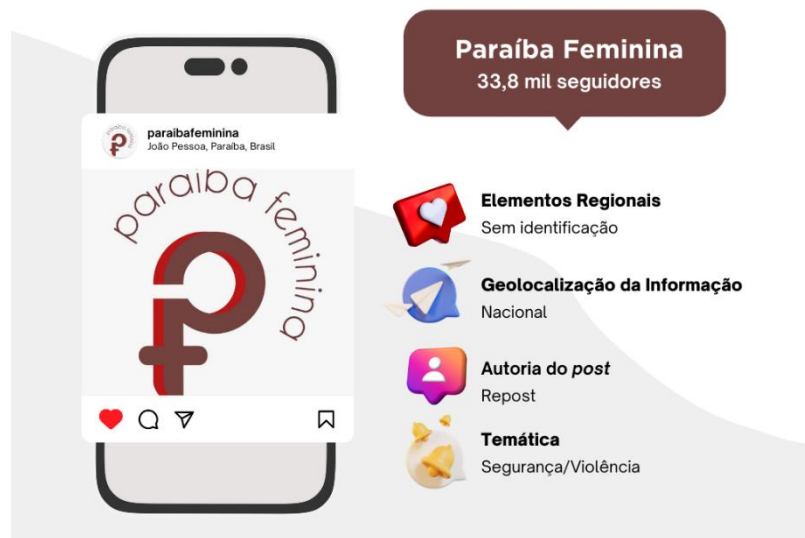 Paraíba Feminina
33,8 mil seguidores
paraibafeminina
João Pessoa, Paraíba, Brasil
paraiba feminina
Elementos Regionais
Sem identificação
Geolocalização da Informação
Nacional
Autoria do post
Repost
Temática
Segurança/Violência